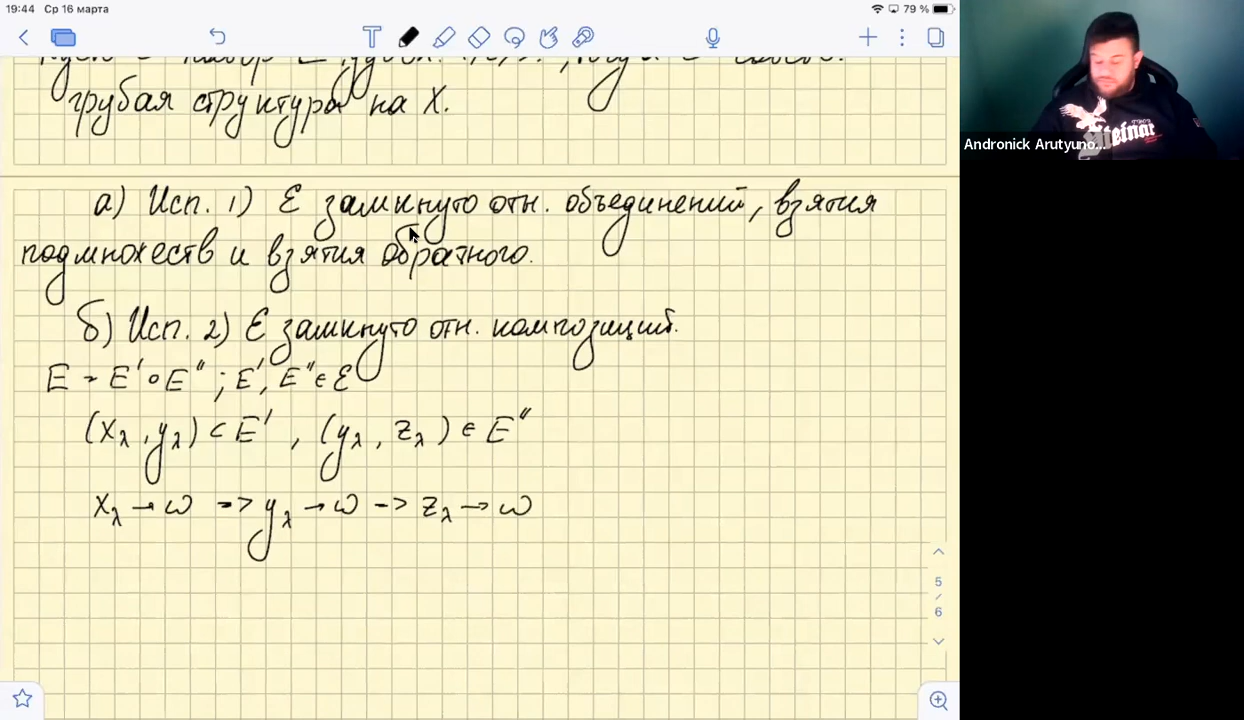 19:44 Ср 16 марта
79 %
грубая структура на X.
а) Исп. 1) Ɛ замкнуто отн. объединений, взятия
подмножеств и взятия обратного.
б) Исп. 2) Ɛ замкнуто отн. композиций.
E = E' ∘ E'' ; E', E'' ∈ Ɛ
(x_λ, y_λ) ⊂ E' , (y_λ, z_λ) ∈ E''
x_λ → ω => y_λ → ω => z_λ → ω
5
/
6
Steinar
Andronick Arutyuno...